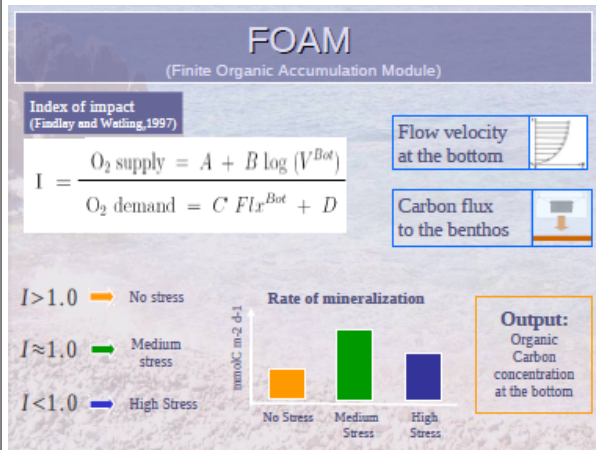 FOAM
(Finite Organic Accumulation Module)
Index of impact
(Findlay and Watling,1997)
I = O₂ supply = A + B log (V^Bot)
O₂ demand = C Flx^Bot + D
Flow velocity
at the bottom
Carbon flux
to the benthos
I>1.0 No stress
I≈1.0 Medium
stress
I<1.0 High Stress
Rate of mineralization
mmolC m-2 d-1
No Stress
Medium
Stress
High
Stress
Output:
Organic
Carbon
concentration
at the bottom